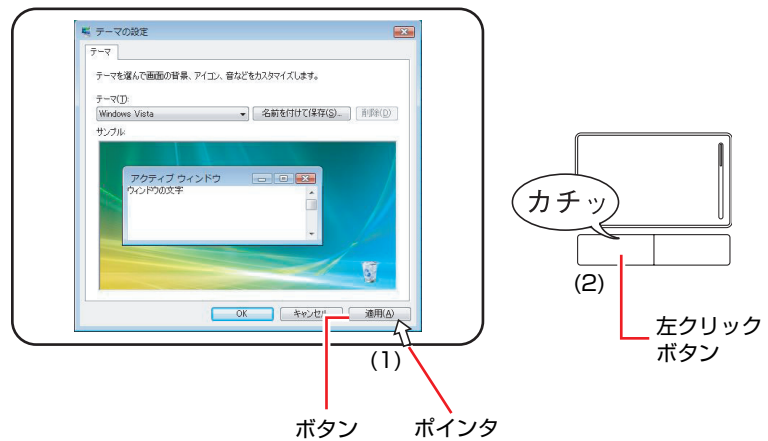 テーマの設定
テーマ
テーマを選んで画面の背景、アイコン、音などをカスタマイズします。
テーマ(T):
Windows Vista
名前を付けて保存(S)...
削除(D)
サンプル:
アクティブ ウィンドウ
ウィンドウの文字
OK
キャンセル
適用(A)
(1)
ボタン
ポインタ
カチッ
(2)
左クリック
ボタン